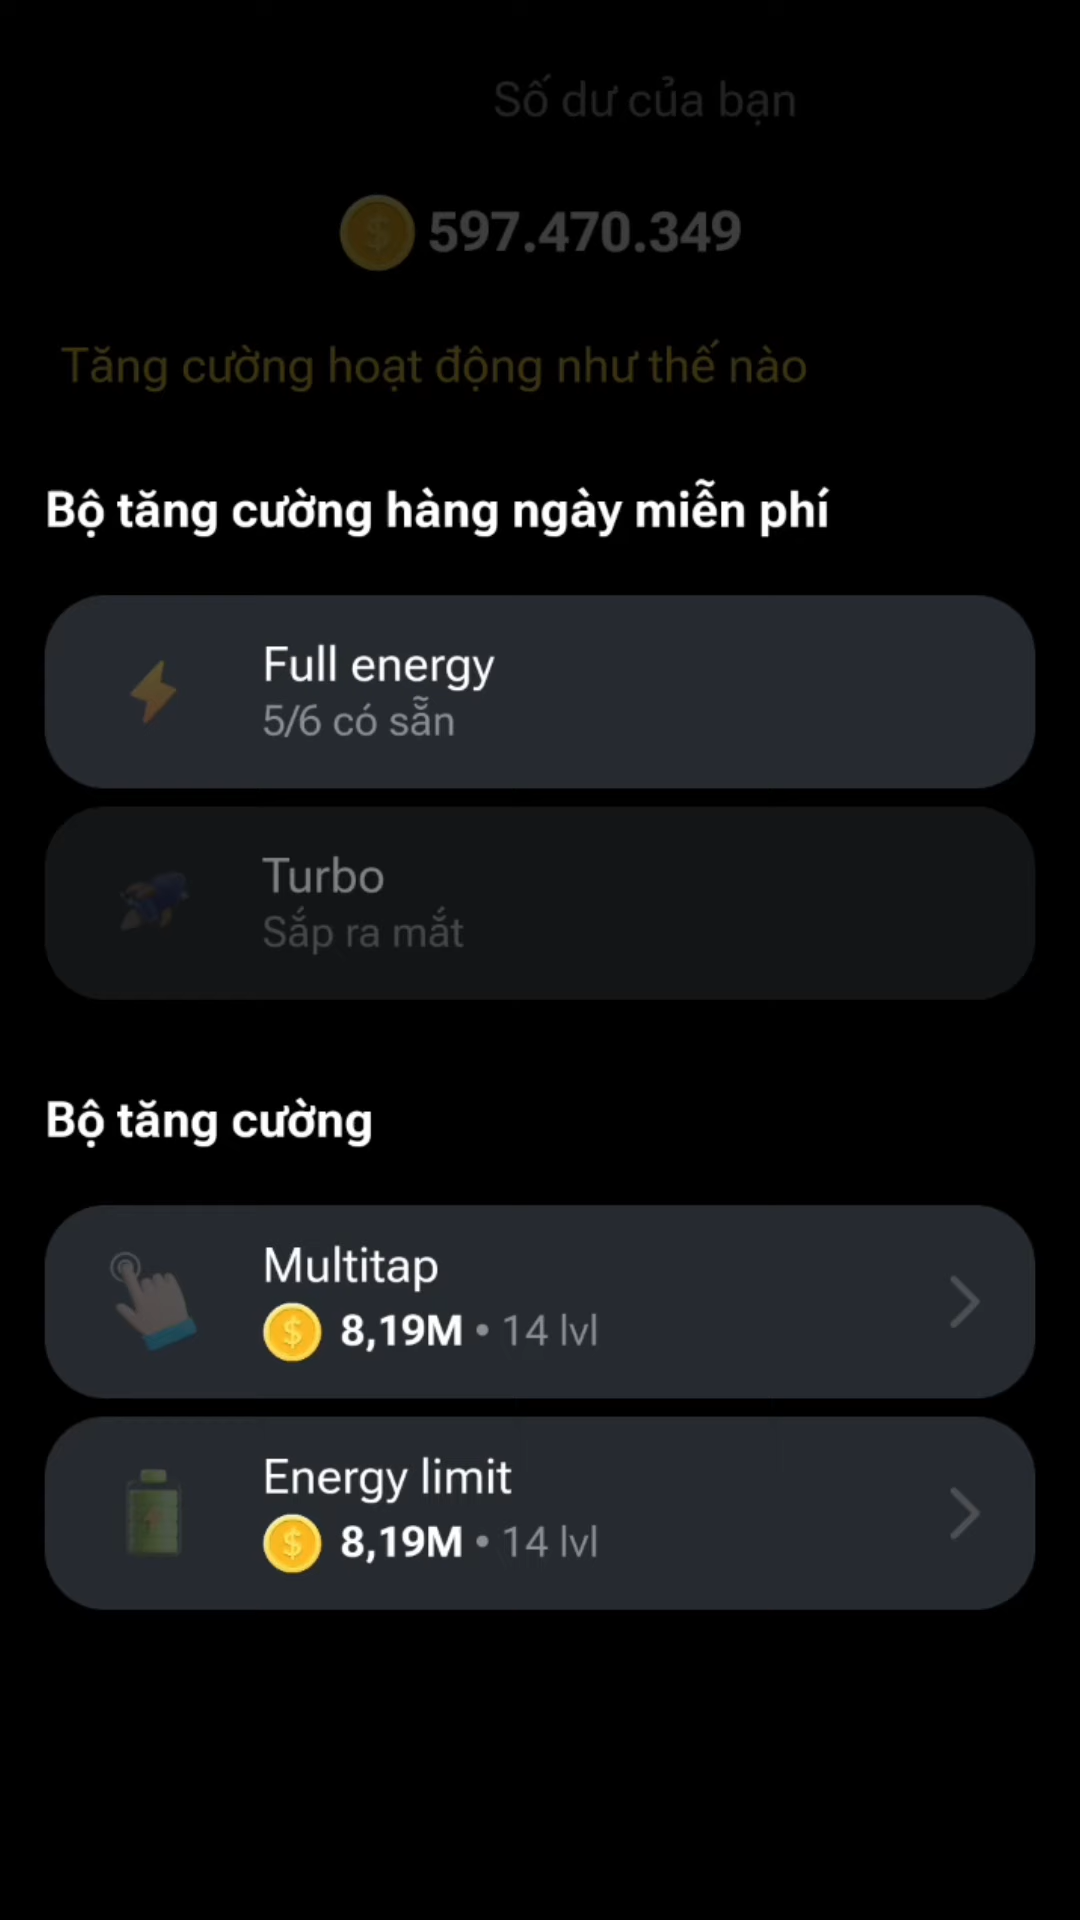 Số dư của bạn
597.470.349
Tăng cường hoạt động như thế nào
Bộ tăng cường hàng ngày miễn phí
Full energy
5/6 có sẵn
Turbo
Sắp ra mắt
Bộ tăng cường
Multitap
8,19M • 14 lvl
Energy limit
8,19M • 14 lvl